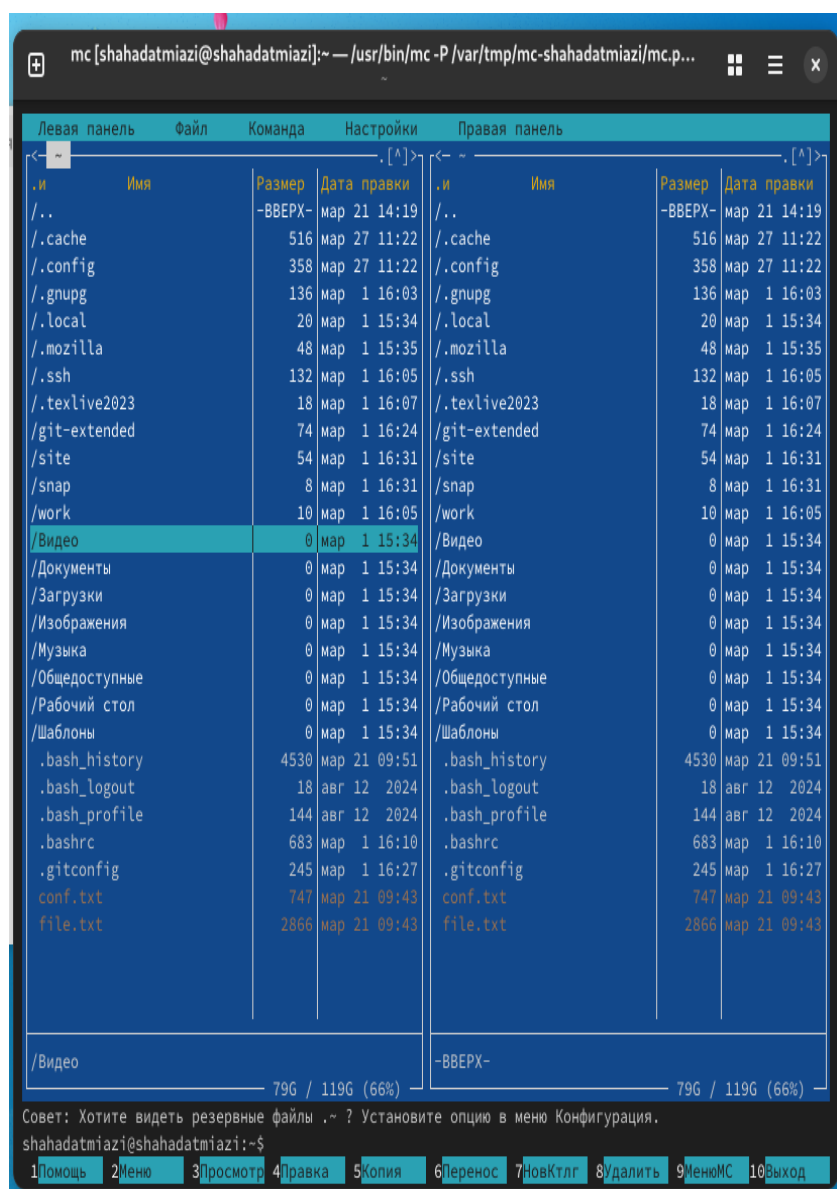 mc [shahadatmiazi@shahadatmiazi]:~ — /usr/bin/mc -P /var/tmp/mc-shahadatmiazi/mc.p...
~
Левая панель Файл Команда Настройки Правая панель
<— ~ .[^]> <— ~ .[^]>
.и Имя Размер Дата правки .и Имя Размер Дата правки
/.. -ВВЕРХ- мар 21 14:19 /.. -ВВЕРХ- мар 21 14:19
/.cache 516 мар 27 11:22 /.cache 516 мар 27 11:22
/.config 358 мар 27 11:22 /.config 358 мар 27 11:22
/.gnupg 136 мар 1 16:03 /.gnupg 136 мар 1 16:03
/.local 20 мар 1 15:34 /.local 20 мар 1 15:34
/.mozilla 48 мар 1 15:35 /.mozilla 48 мар 1 15:35
/.ssh 132 мар 1 16:05 /.ssh 132 мар 1 16:05
/.texlive2023 18 мар 1 16:07 /.texlive2023 18 мар 1 16:07
/git-extended 74 мар 1 16:24 /git-extended 74 мар 1 16:24
/site 54 мар 1 16:31 /site 54 мар 1 16:31
/snap 8 мар 1 16:31 /snap 8 мар 1 16:31
/work 10 мар 1 16:05 /work 10 мар 1 16:05
/Видео 0 мар 1 15:34 /Видео 0 мар 1 15:34
/Документы 0 мар 1 15:34 /Документы 0 мар 1 15:34
/Загрузки 0 мар 1 15:34 /Загрузки 0 мар 1 15:34
/Изображения 0 мар 1 15:34 /Изображения 0 мар 1 15:34
/Музыка 0 мар 1 15:34 /Музыка 0 мар 1 15:34
/Общедоступные 0 мар 1 15:34 /Общедоступные 0 мар 1 15:34
/Рабочий стол 0 мар 1 15:34 /Рабочий стол 0 мар 1 15:34
/Шаблоны 0 мар 1 15:34 /Шаблоны 0 мар 1 15:34
.bash_history 4530 мар 21 09:51 .bash_history 4530 мар 21 09:51
.bash_logout 18 авг 12 2024 .bash_logout 18 авг 12 2024
.bash_profile 144 авг 12 2024 .bash_profile 144 авг 12 2024
.bashrc 683 мар 1 16:10 .bashrc 683 мар 1 16:10
.gitconfig 245 мар 1 16:27 .gitconfig 245 мар 1 16:27
conf.txt 747 мар 21 09:43 conf.txt 747 мар 21 09:43
file.txt 2866 мар 21 09:43 file.txt 2866 мар 21 09:43
/Видео -ВВЕРХ-
79G / 119G (66%) 79G / 119G (66%)
Совет: Хотите видеть резервные файлы .~ ? Установите опцию в меню Конфигурация.
shahadatmiazi@shahadatmiazi:~$
1Помощь 2Меню 3Просмотр 4Правка 5Копия 6Перенос 7НовКтлг 8Удалить 9МенюМС 10Выход